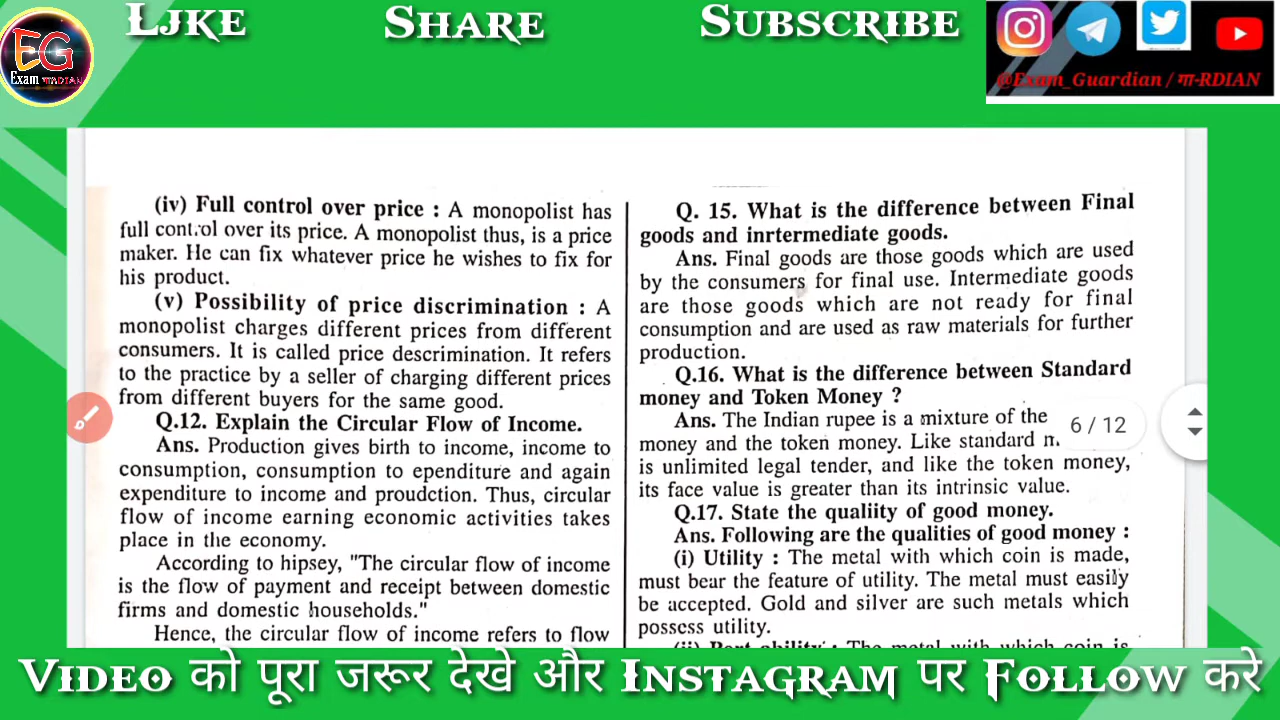 LJKE
SHARE
SUBSCRIBE
EG
Exam गाRDIAN
@Exam_Guardian / गा-RDIAN
(iv) Full control over price : A monopolist has
full control over its price. A monopolist thus, is a price
maker. He can fix whatever price he wishes to fix for
his product.
(v) Possibility of price discrimination : A
monopolist charges different prices from different
consumers. It is called price descrimination. It refers
to the practice by a seller of charging different prices
from different buyers for the same good.
Q.12. Explain the Circular Flow of Income.
Ans. Production gives birth to income, income to
consumption, consumption to ependiture and again
expenditure to income and proudction. Thus, circular
flow of income earning economic activities takes
place in the economy.
According to hipsey, "The circular flow of income
is the flow of payment and receipt between domestic
firms and domestic households."
Hence, the circular flow of income refers to flow
Q. 15. What is the difference between Final
goods and inrtermediate goods.
Ans. Final goods are those goods which are used
by the consumers for final use. Intermediate goods
are those goods which are not ready for final
consumption and are used as raw materials for further
production.
Q.16. What is the difference between Standard
money and Token Money ?
Ans. The Indian rupee is a mixture of the
money and the token money. Like standard
is unlimited legal tender, and like the token money,
its face value is greater than its intrinsic value.
Q.17. State the qualiity of good money.
Ans. Following are the qualities of good money :
(i) Utility : The metal with which coin is made,
must bear the feature of utility. The metal must easily
be accepted. Gold and silver are such metals which
possess utility.
The metal with which coin is
6 / 12
VIDEO को पूरा जरूर देखे और INSTAGRAM पर FOLLOW करे